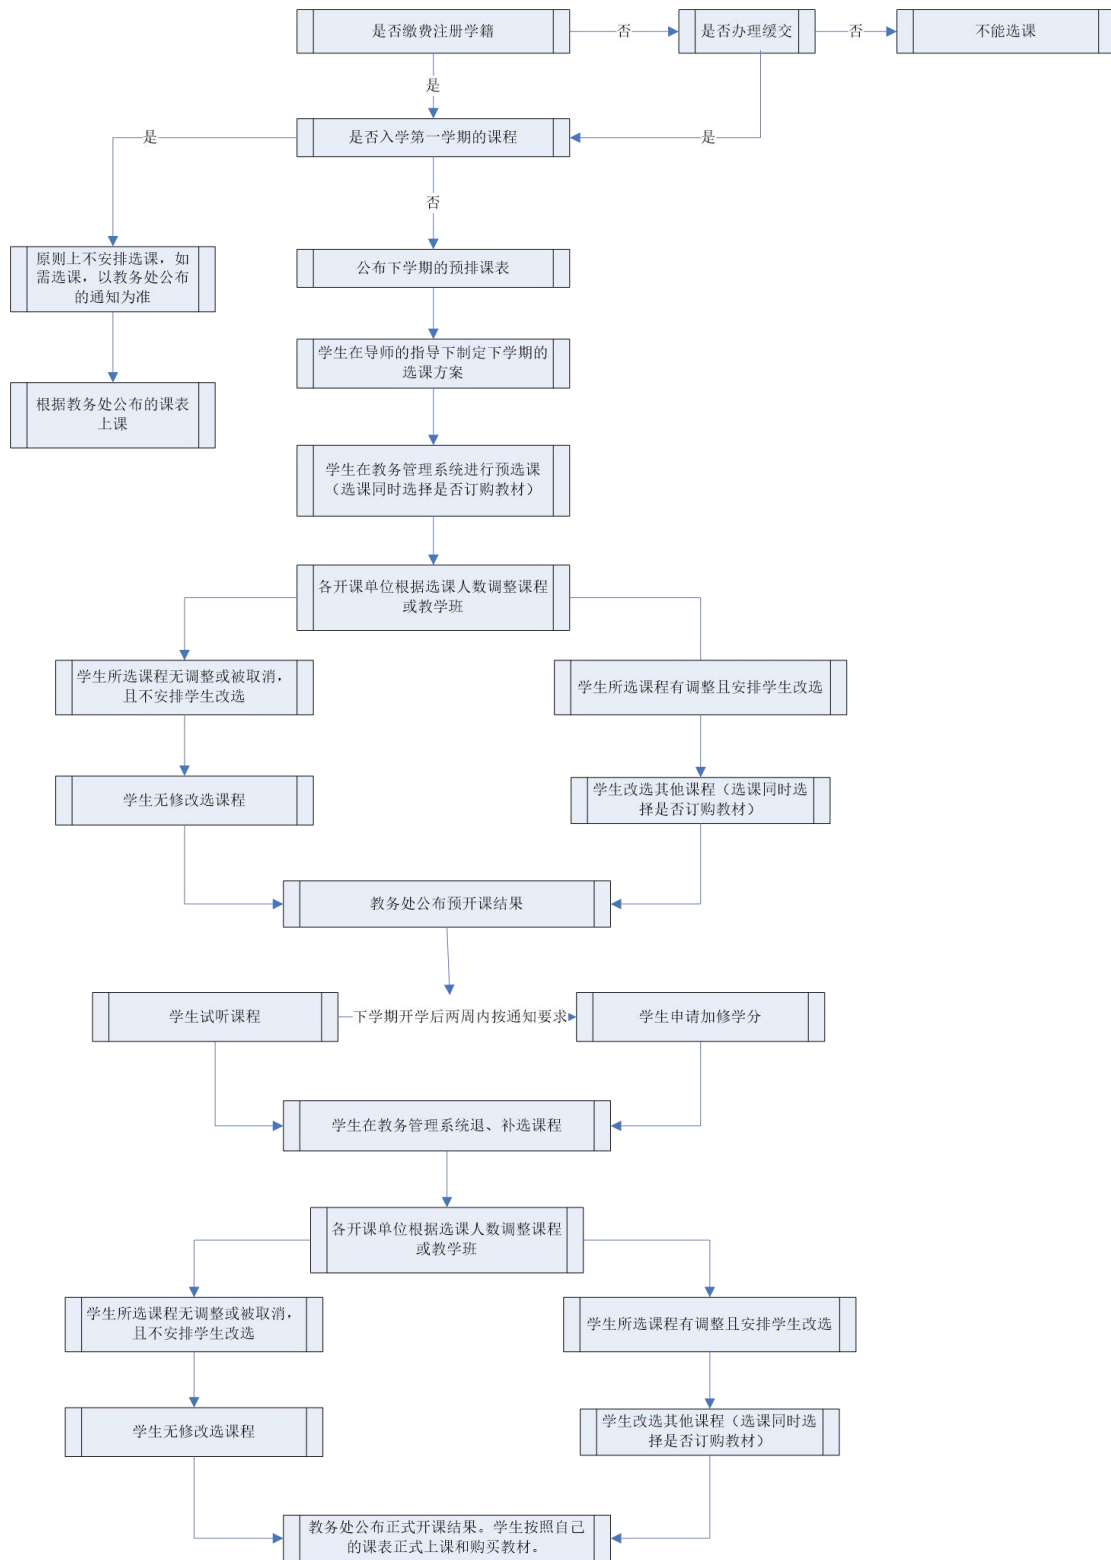 是否缴费注册学籍
否
是否办理缓交
否
不能选课
是
是否入学第一学期的课程
是
是
否
原则上不安排选课，如
需选课，以教务处公布
的通知为准
公布下学期的预排课表
学生在导师的指导下制定下学期的
选课方案
根据教务处公布的课表
上课
学生在教务管理系统进行预选课
（选课同时选择是否订购教材）
各开课单位根据选课人数调整课程
或教学班
学生所选课程无调整或被取消，
且不安排学生改选
学生所选课程有调整且安排学生改选
学生无修改选课程
学生改选其他课程（选课同时选
择是否订购教材）
教务处公布预开课结果
学生试听课程
下学期开学后两周内按通知要求
学生申请加修学分
学生在教务管理系统退、补选课程
各开课单位根据选课人数调整课程
或教学班
学生所选课程无调整或被取消，
且不安排学生改选
学生所选课程有调整且安排学生改选
学生无修改选课程
学生改选其他课程（选课同时选
择是否订购教材）
教务处公布正式开课结果。学生按照自己
的课表正式上课和购买教材。